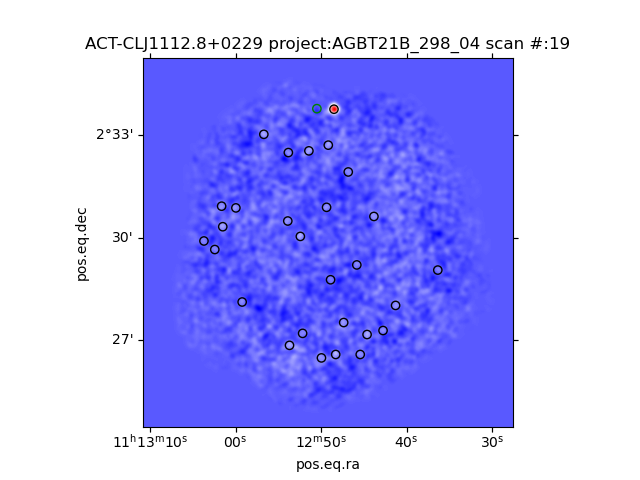 ACT-CLJ1112.8+0229 project:AGBT21B_298_04 scan #:19
2°33'
30'
27'
pos.eq.dec
11ʰ13ᵐ10ˢ 00ˢ 12ᵐ50ˢ 40ˢ 30ˢ
pos.eq.ra